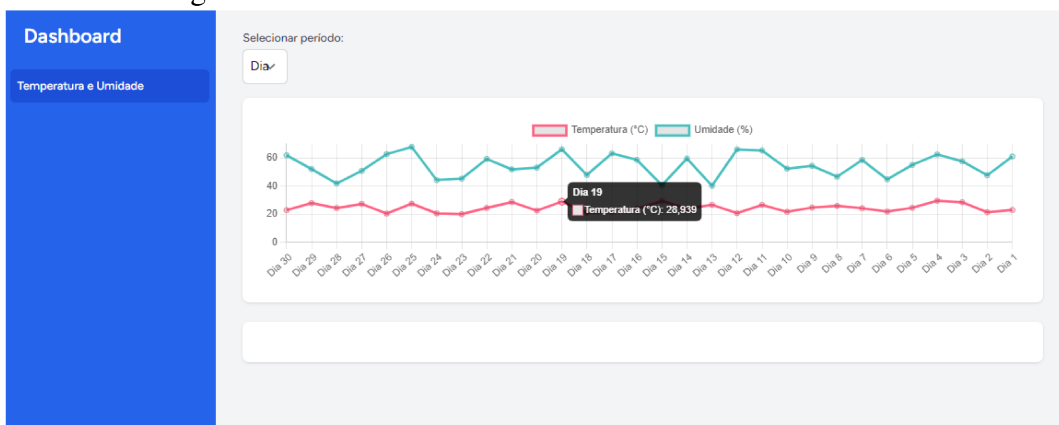 Dashboard
Temperatura e Umidade
Selecionar período:
Dia
Temperatura (°C) Umidade (%)
60
40
20
0
Dia 19
Temperatura (°C): 28,939
Dia 30 Dia 29 Dia 28 Dia 27 Dia 26 Dia 25 Dia 24 Dia 23 Dia 22 Dia 21 Dia 20 Dia 19 Dia 18 Dia 17 Dia 16 Dia 15 Dia 14 Dia 13 Dia 12 Dia 11 Dia 10 Dia 9 Dia 8 Dia 7 Dia 6 Dia 5 Dia 4 Dia 3 Dia 2 Dia 1